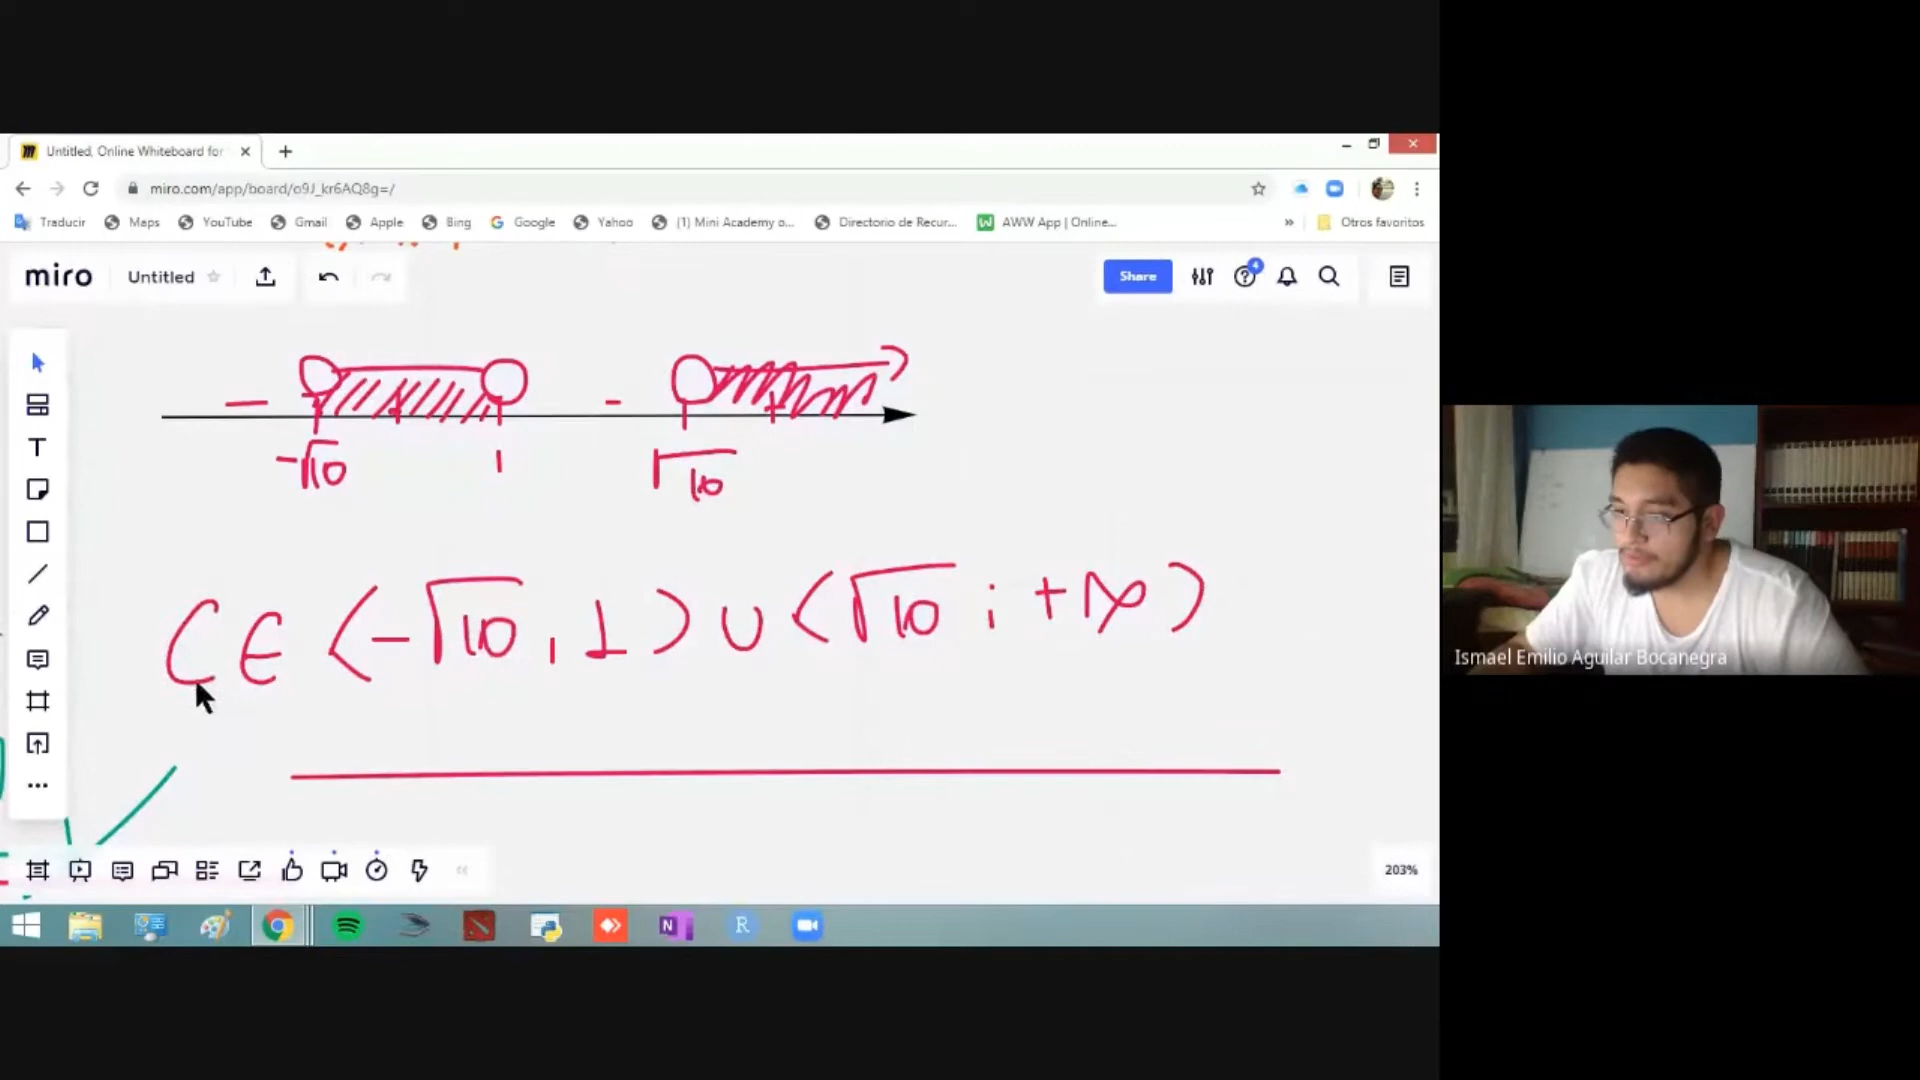 Untitled, Online Whiteboard for
miro.com/app/board/o9J_kr6AQ8g=/
Traducir Maps YouTube Gmail Apple Bing Google Yahoo (1) Mini Academy o... Directorio de Recur... AWW App | Online... » Otros favoritos
miro Untitled Share 4
- + - +
-√10 1 √10
C ∈ ⟨-√10, 1⟩ ∪ ⟨√10; +∞⟩
Ismael Emilio Aguilar Bocanegra
203%